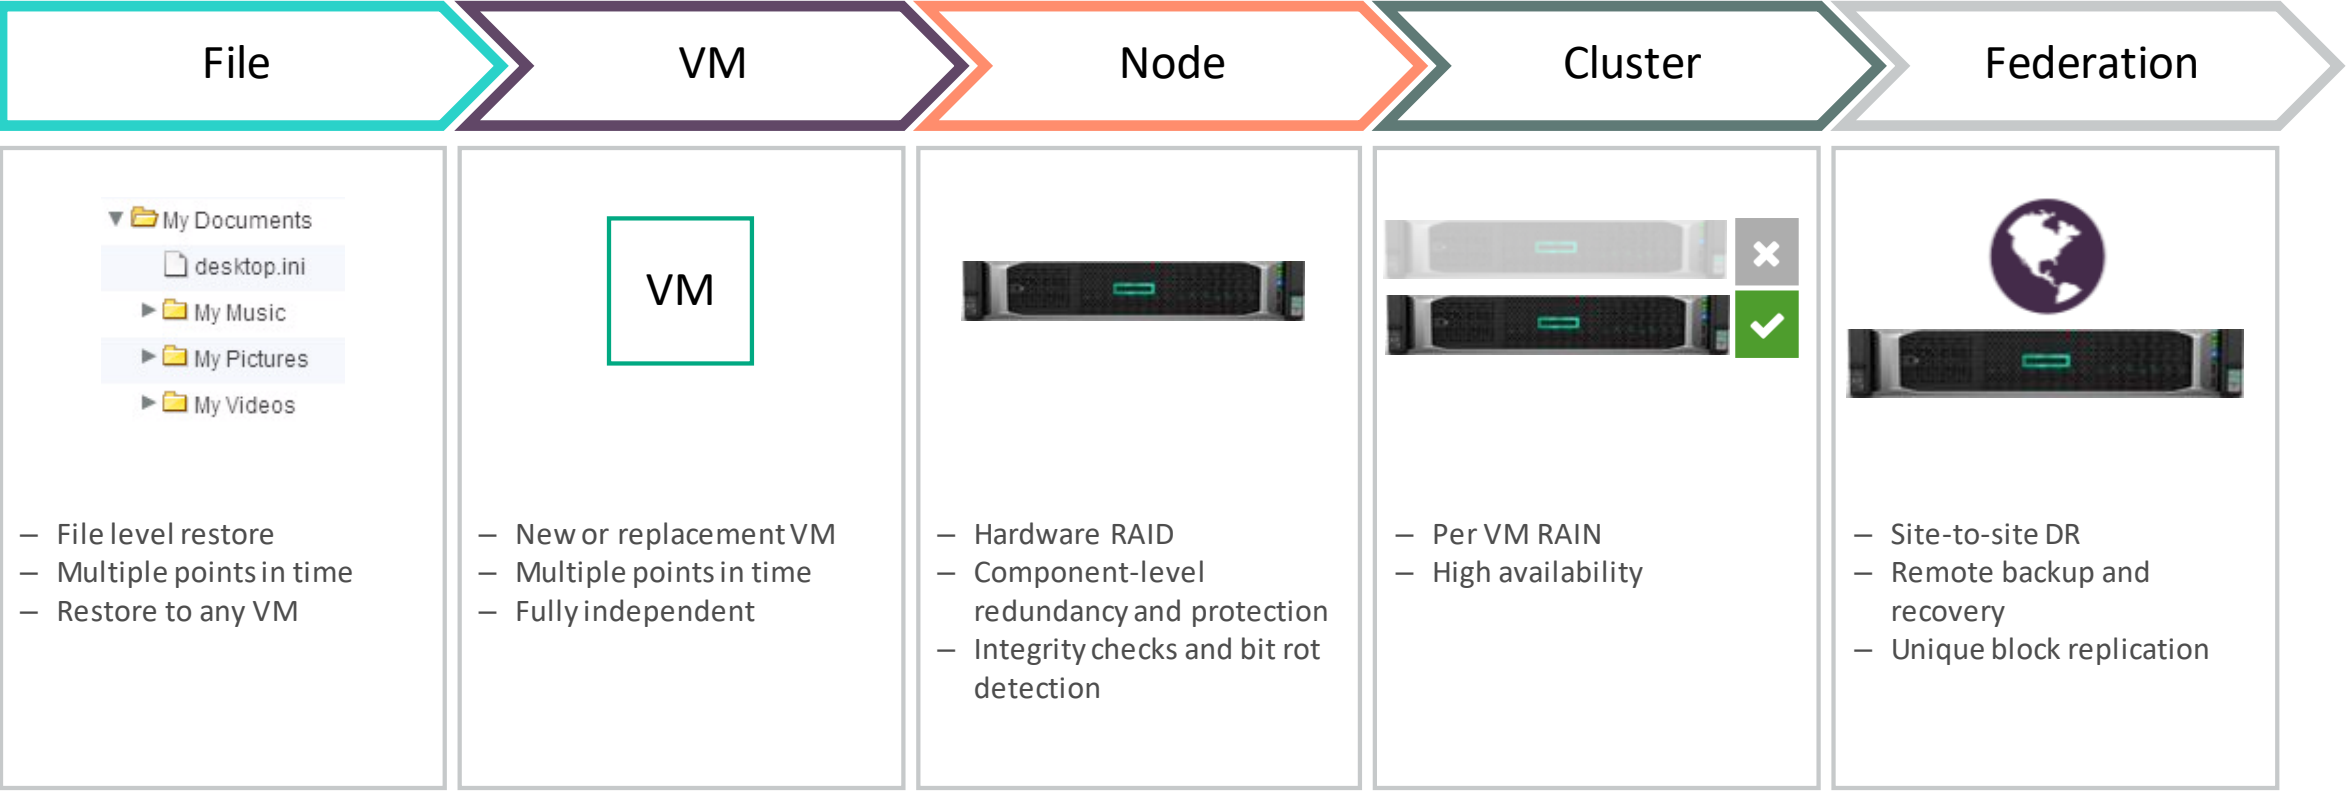 File
VM
Node
Cluster
Federation
My Documents
desktop.ini
My Music
My Pictures
My Videos
– File level restore
– Multiple points in time
– Restore to any VM
VM
– New or replacement VM
– Multiple points in time
– Fully independent
– Hardware RAID
– Component-level
redundancy and protection
– Integrity checks and bit rot
detection
– Per VM RAIN
– High availability
– Site-to-site DR
– Remote backup and
recovery
– Unique block replication